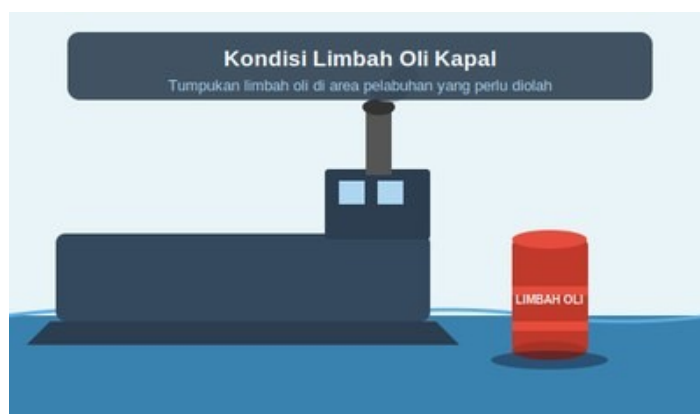 Kondisi Limbah Oli Kapal
Tumpukan limbah oli di area pelabuhan yang perlu diolah
LIMBAH OLI